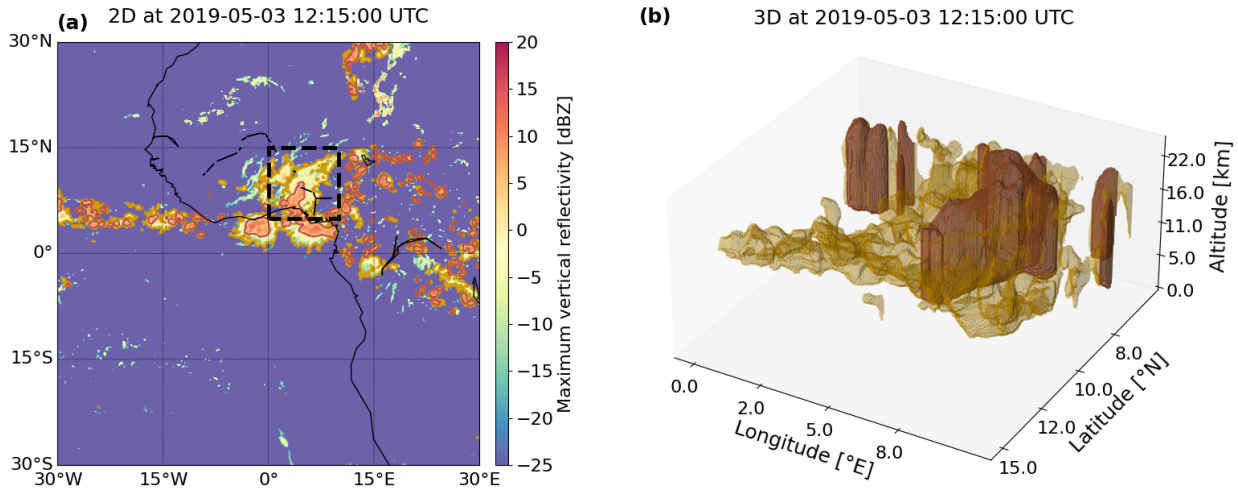 (a) 2D at 2019-05-03 12:15:00 UTC
30°N
15°N
0°
15°S
30°S
30°W
15°W
0°
15°E
30°E
20
15
10
5
0
−5
−10
−15
−20
−25
Maximum vertical reflectivity [dBZ]
(b) 3D at 2019-05-03 12:15:00 UTC
22.0
16.0
11.0
5.0
0.0
Altitude [km]
0.0
2.0
5.0
8.0
Longitude [°E]
8.0
10.0
12.0
15.0
Latitude [°N]